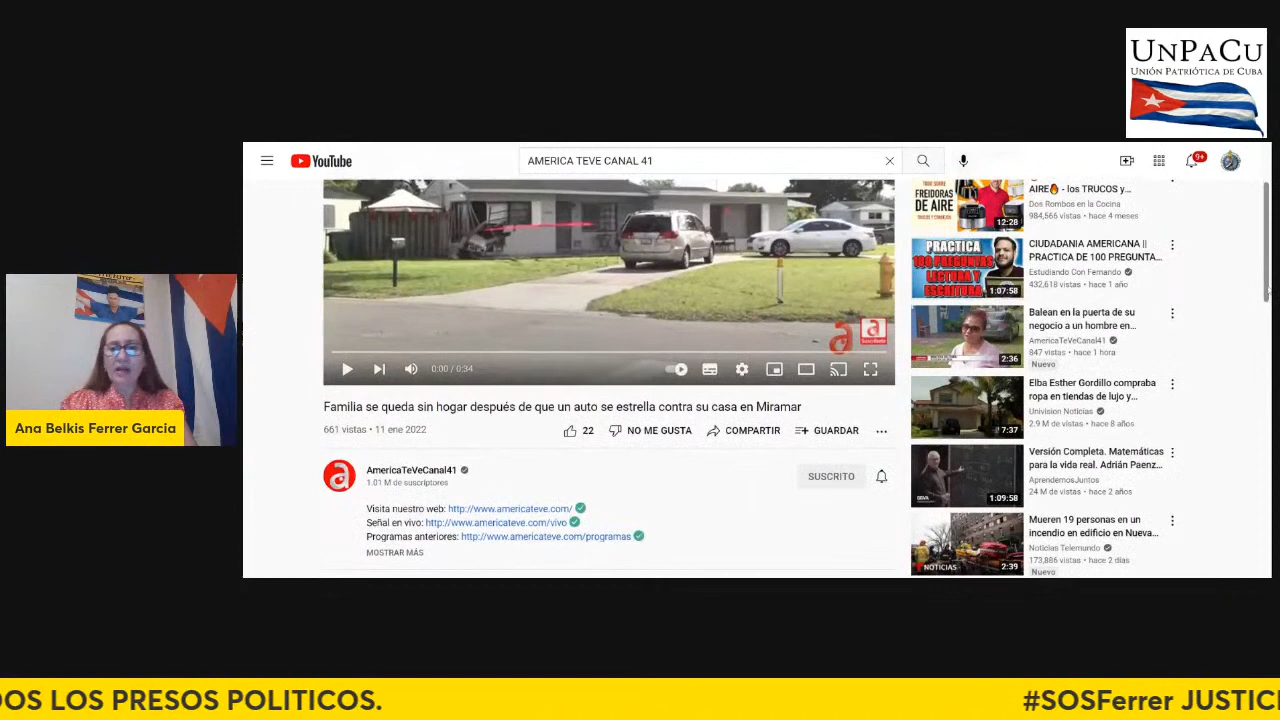 UNPACU
UNIÓN PATRIÓTICA DE CUBA
YouTube
AMERICA TEVE CANAL 41
9+
FREIDORAS
DE AIRE
12:28
AIRE🔥 - los TRUCOS y...
Dos Rombos en la Cocina
984,566 vistas • hace 4 meses
PRACTICA
100 PREGUNTAS
LECTURA Y
ESCRITURA
1:07:58
CIUDADANIA AMERICANA ||
PRACTICA DE 100 PREGUNTA...
Estudiando Con Fernando
432,618 vistas • hace 1 año
2:36
Balean en la puerta de su
negocio a un hombre en...
AmericaTeVeCanal41
847 vistas • hace 1 hora
Nuevo
7:37
Elba Esther Gordillo compraba
ropa en tiendas de lujo y...
Univision Noticias
2.9 M de vistas • hace 8 años
BBVA
1:09:58
Versión Completa. Matemáticas
para la vida real. Adrián Paenz...
AprendemosJuntos
24 M de vistas • hace 2 años
NOTICIAS
2:39
Mueren 19 personas en un
incendio en edificio en Nueva...
Noticias Telemundo
173,886 vistas • hace 2 días
Nuevo
a
a
0:00 / 0:34
Familia se queda sin hogar después de que un auto se estrella contra su casa en Miramar
661 vistas • 11 ene 2022
22
NO ME GUSTA
COMPARTIR
GUARDAR
a
AmericaTeVeCanal41
1.01 M de suscriptores
SUSCRITO
Visita nuestro web: http://www.americateve.com/
Señal en vivo: http://www.americateve.com/vivo
Programas anteriores: http://www.americateve.com/programas
MOSTRAR MÁS
Ana Belkis Ferrer Garcia
DOS LOS PRESOS POLITICOS.
#SOSFerrer JUSTICI